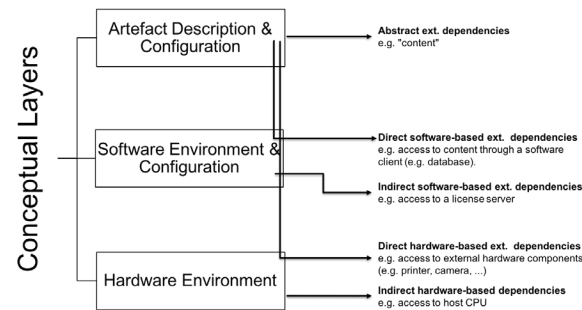 Conceptual Layers
Artefact Description &
Configuration
Abstract ext. dependencies
e.g. "content"
Software Environment &
Configuration
Direct software-based ext. dependencies
e.g. access to content through a software
client (e.g. database).
Indirect software-based ext. dependencies
e.g. access to a license server
Hardware Environment
Direct hardware-based ext. dependencies
e.g. access to external hardware components
(e.g. printer, camera, ...)
Indirect hardware-based dependencies
e.g. access to host CPU